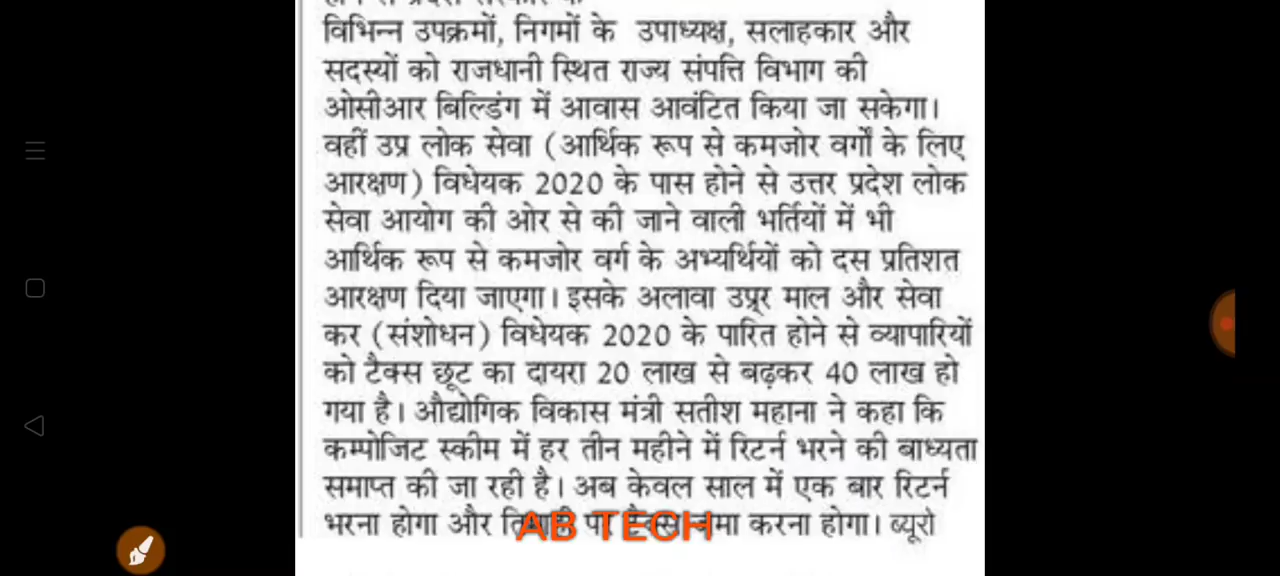 विभिन्न उपक्रमों, निगमों के उपाध्यक्ष, सलाहकार और
सदस्यों को राजधानी स्थित राज्य संपत्ति विभाग की
ओसीआर बिल्डिंग में आवास आवंटित किया जा सकेगा।
वहीं उप्र लोक सेवा (आर्थिक रूप से कमजोर वर्गों के लिए
आरक्षण) विधेयक 2020 के पास होने से उत्तर प्रदेश लोक
सेवा आयोग की ओर से की जाने वाली भर्तियों में भी
आर्थिक रूप से कमजोर वर्ग के अभ्यर्थियों को दस प्रतिशत
आरक्षण दिया जाएगा। इसके अलावा उप्र्र माल और सेवा
कर (संशोधन) विधेयक 2020 के पारित होने से व्यापारियों
को टैक्स छूट का दायरा 20 लाख से बढ़कर 40 लाख हो
गया है। औद्योगिक विकास मंत्री सतीश महाना ने कहा कि
कम्पोजिट स्कीम में हर तीन महीने में रिटर्न भरने की बाध्यता
समाप्त की जा रही है। अब केवल साल में एक बार रिटर्न
भरना होगा और करना होगा। ब्यूरो
AB TECH